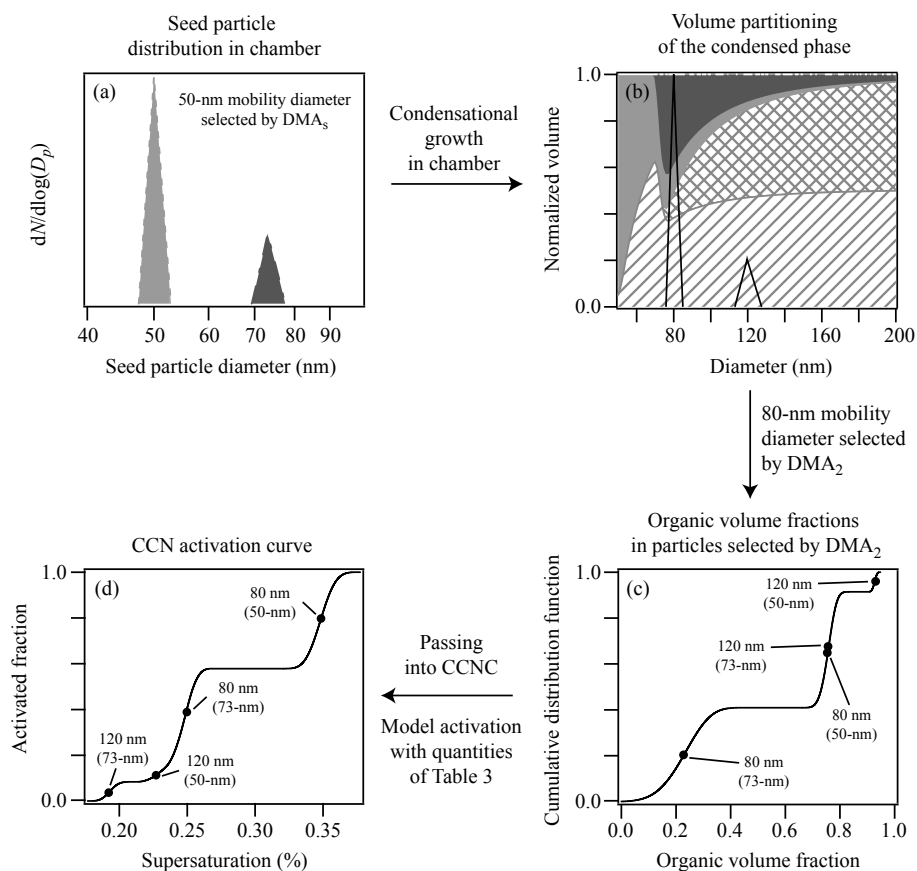 Seed particle
distribution in chamber
(a)
50-nm mobility diameter
selected by DMAs
dN/dlog(Dp)
40
50
60
70
80
90
Seed particle diameter (nm)
Condensational
growth
in chamber
Volume partitioning
of the condensed phase
(b)
1.0
0.0
Normalized volume
80
120
160
200
Diameter (nm)
80-nm mobility
diameter selected
by DMA2
Organic volume fractions
in particles selected by DMA2
(c)
1.0
0.0
Cumulative distribution function
120 nm
(50-nm)
120 nm
(73-nm)
80 nm
(50-nm)
80 nm
(73-nm)
0.0
0.2
0.4
0.6
0.8
1.0
Organic volume fraction
Passing
into CCNC
Model activation
with quantities
of Table 3
CCN activation curve
(d)
1.0
0.0
Activated fraction
80 nm
(50-nm)
80 nm
(73-nm)
120 nm
(73-nm)
120 nm
(50-nm)
0.20
0.25
0.30
0.35
Supersaturation (%)